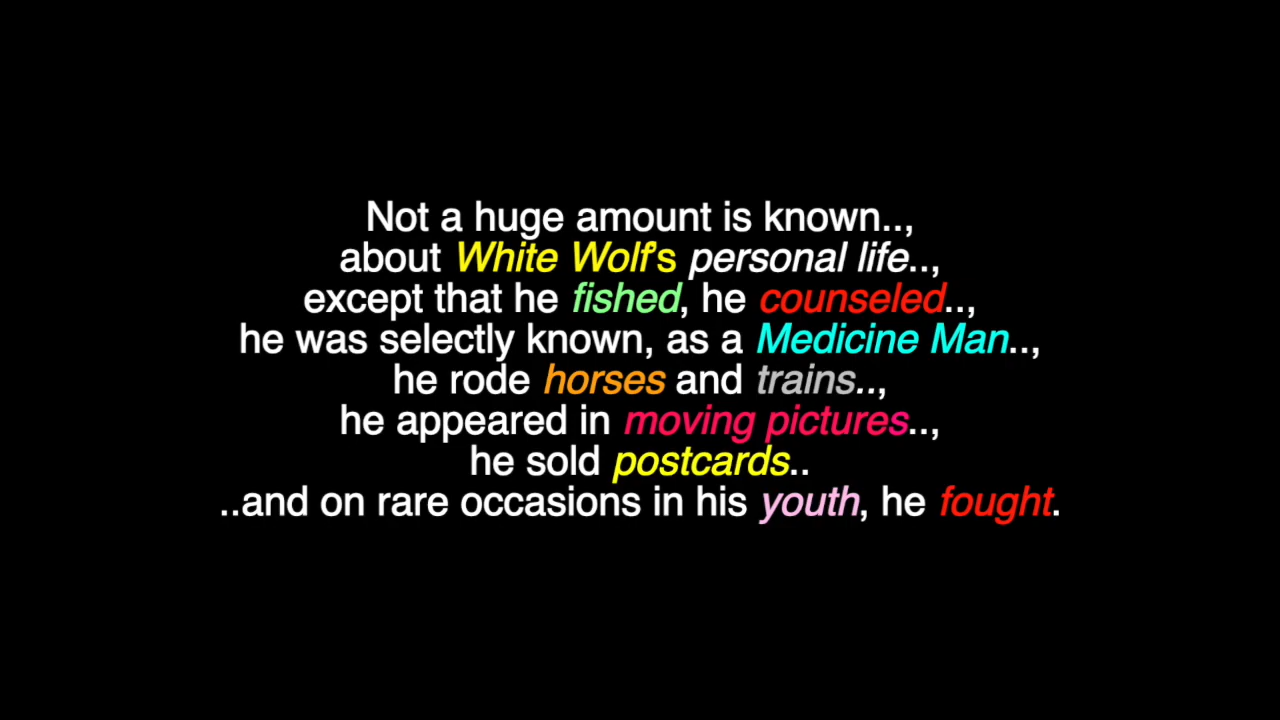 Not a huge amount is known..,
about White Wolf's personal life..,
except that he fished, he counseled..,
he was selectly known, as a Medicine Man..,
he rode horses and trains..,
he appeared in moving pictures..,
he sold postcards..
..and on rare occasions in his youth, he fought.